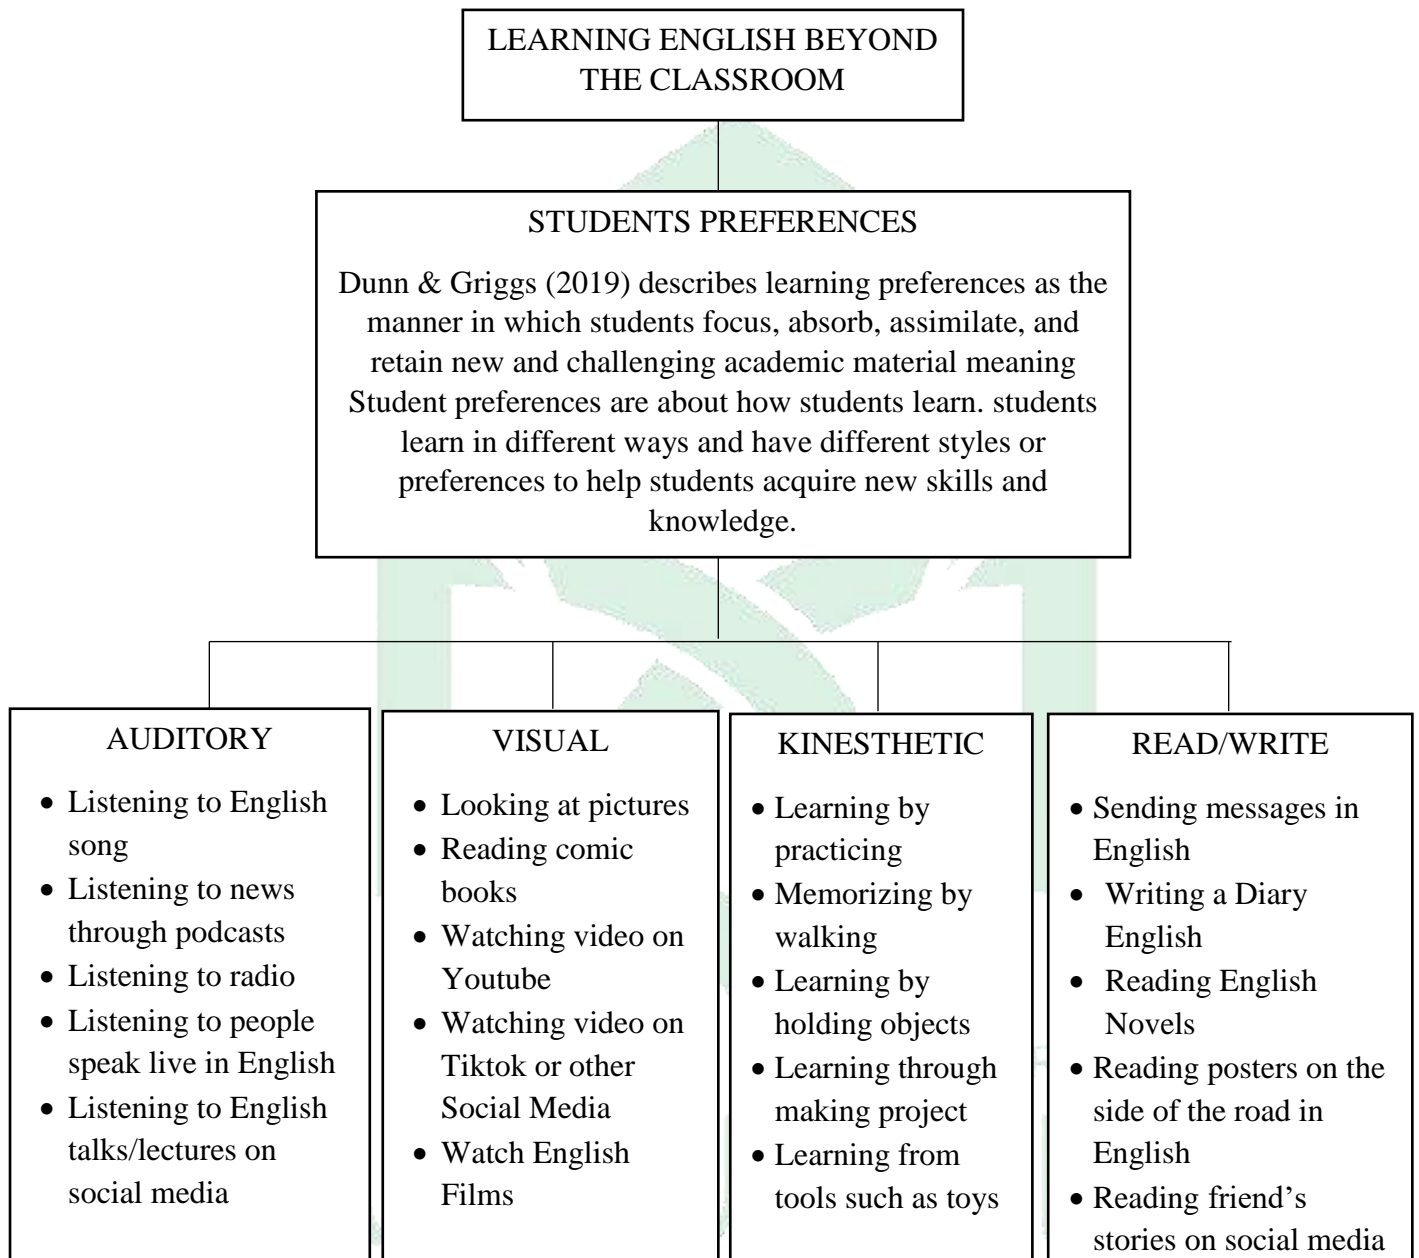 LEARNING ENGLISH BEYOND
THE CLASSROOM
STUDENTS PREFERENCES
Dunn & Griggs (2019) describes learning preferences as the
manner in which students focus, absorb, assimilate, and
retain new and challenging academic material meaning
Student preferences are about how students learn. students
learn in different ways and have different styles or
preferences to help students acquire new skills and
knowledge.
AUDITORY
• Listening to English
song
• Listening to news
through podcasts
• Listening to radio
• Listening to people
speak live in English
• Listening to English
talks/lectures on
social media
VISUAL
• Looking at pictures
• Reading comic
books
• Watching video on
Youtube
• Watching video on
Tiktok or other
Social Media
• Watch English
Films
KINESTHETIC
• Learning by
practicing
• Memorizing by
walking
• Learning by
holding objects
• Learning through
making project
• Learning from
tools such as toys
READ/WRITE
• Sending messages in
English
• Writing a Diary
English
• Reading English
Novels
• Reading posters on the
side of the road in
English
• Reading friend’s
stories on social media